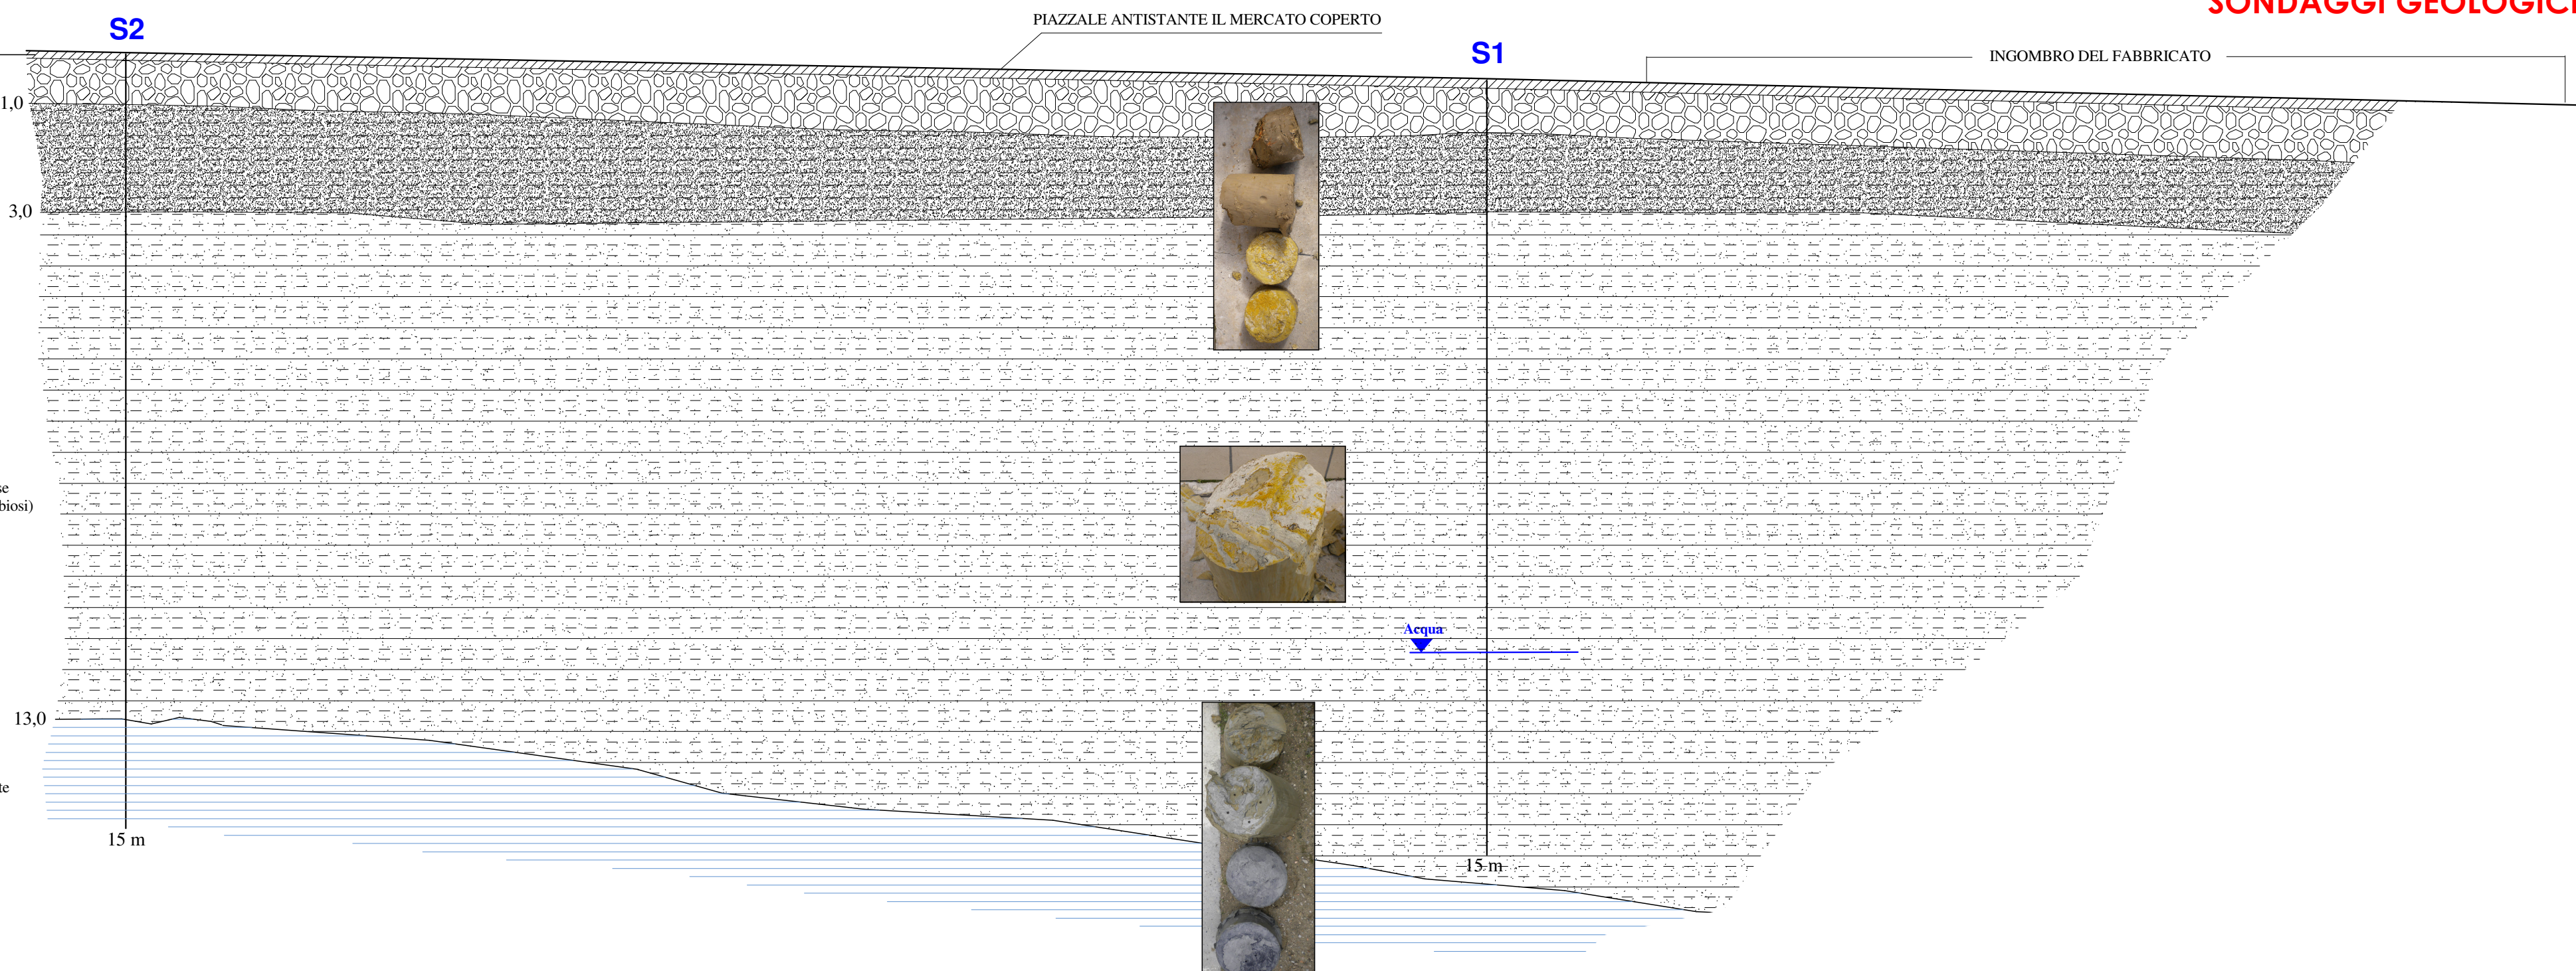 SONDAGGI GEOLOGICI
PIAZZALE ANTISTANTE IL MERCATO COPERTO
S2
S1
INGOMBRO DEL FABBRICATO
1,0
3,0
biosi)
Acqua
13,0
15 m
15 m